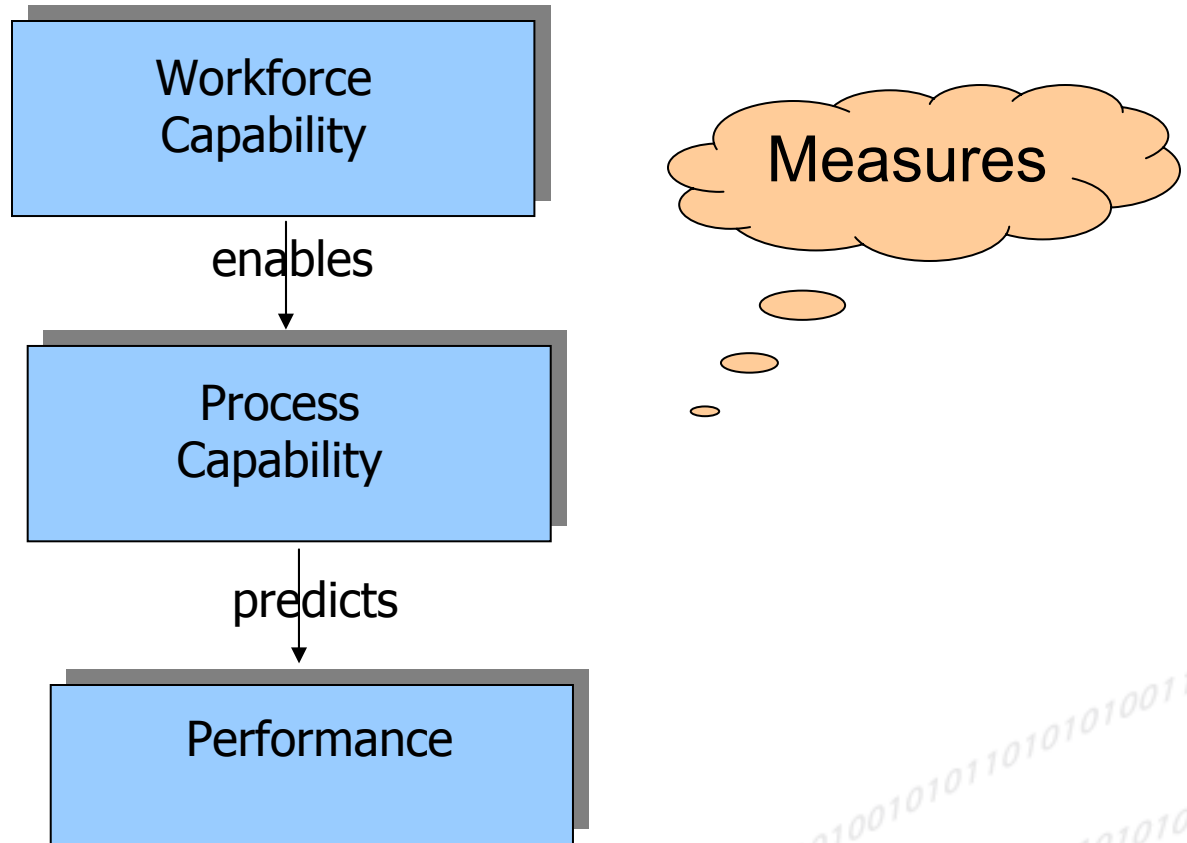 Workforce
Capability
Measures
enables
Process
Capability
predicts
Performance